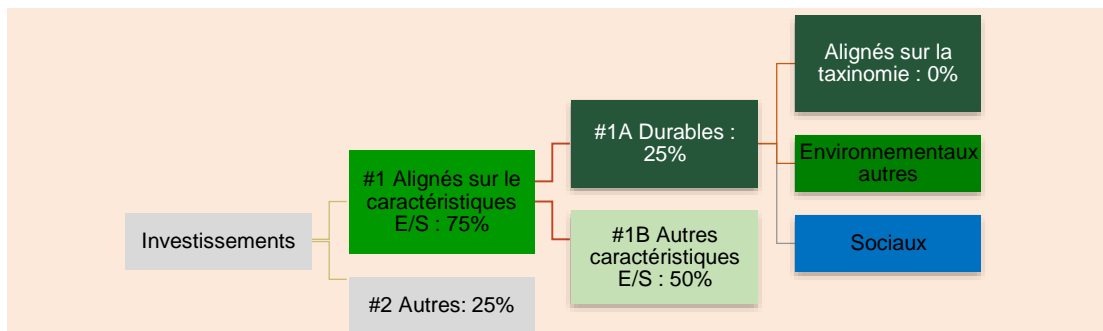 Investissements
#1 Alignés sur le
caractéristiques
E/S : 75%
#2 Autres: 25%
#1A Durables :
25%
#1B Autres
caractéristiques
E/S : 50%
Alignés sur la
taxinomie : 0%
Environnementaux
autres
Sociaux